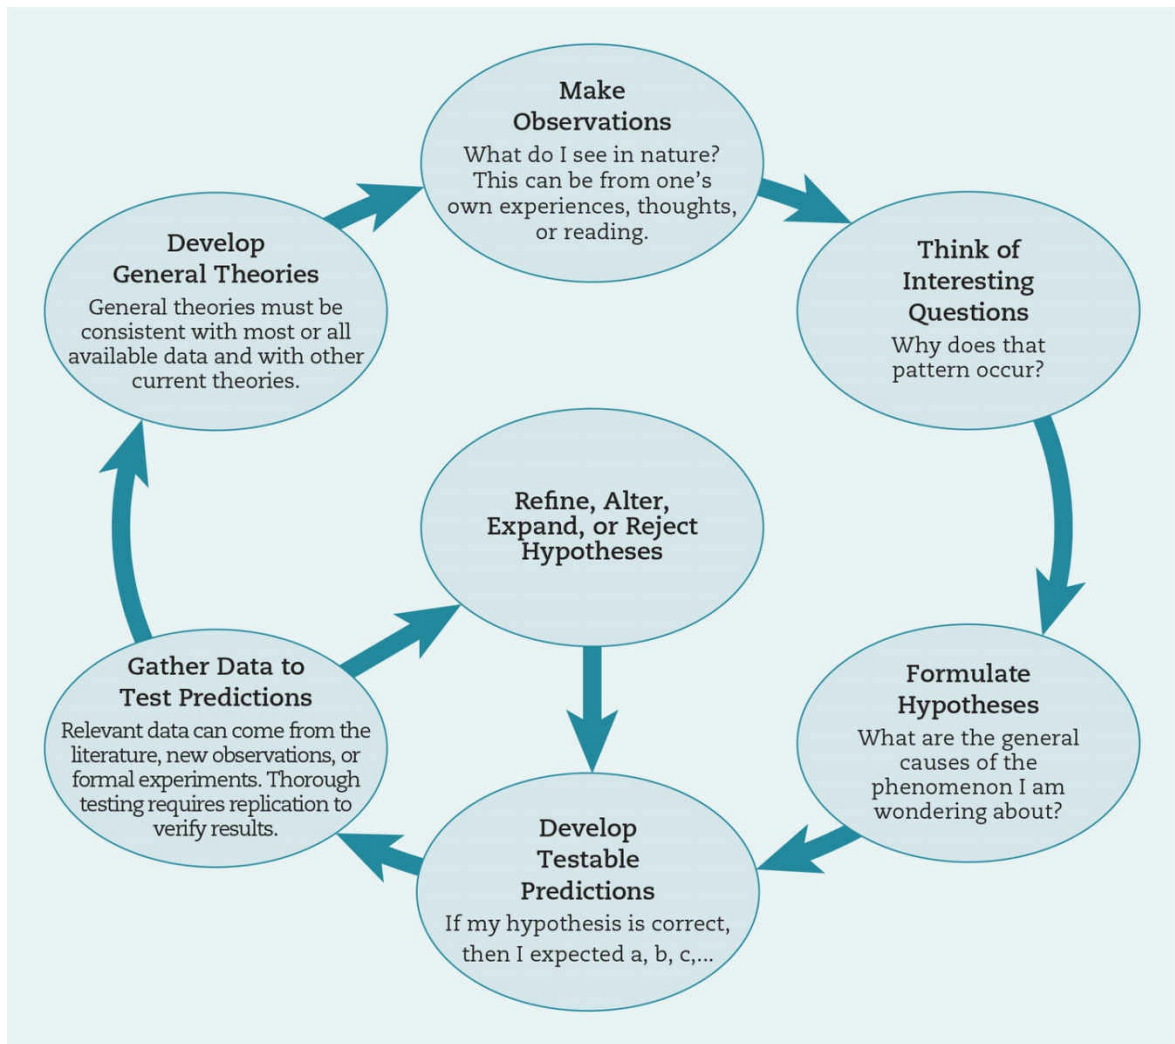 Make
Observations
What do I see in nature?
This can be from one's
own experiences, thoughts,
or reading.
Think of
Interesting
Questions
Why does that
pattern occur?
Formulate
Hypotheses
What are the general
causes of the
phenomenon I am
wondering about?
Develop
Testable
Predictions
If my hypothesis is correct,
then I expected a, b, c,...
Gather Data to
Test Predictions
Relevant data can come from the
literature, new observations, or
formal experiments. Thorough
testing requires replication to
verify results.
Refine, Alter,
Expand, or Reject
Hypotheses
Develop
General Theories
General theories must be
consistent with most or all
available data and with other
current theories.